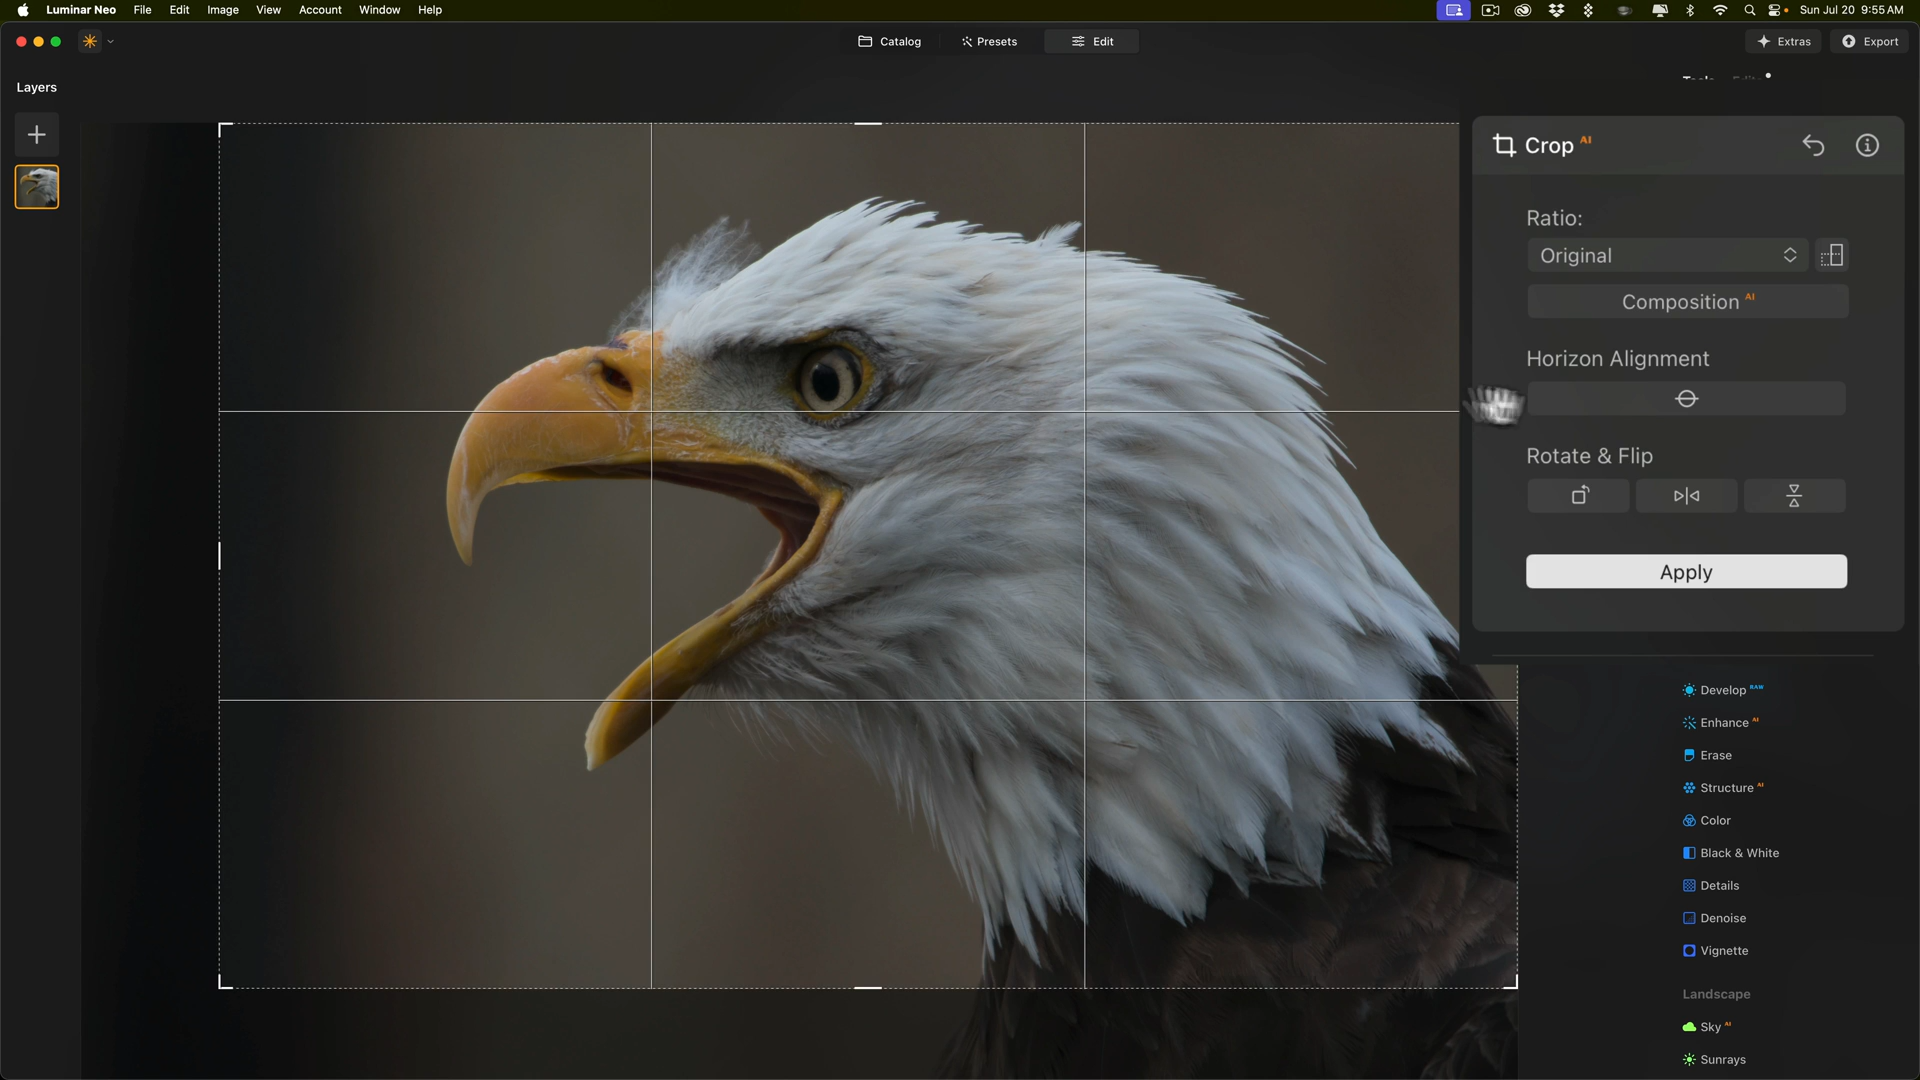 Luminar Neo File Edit Image View Account Window Help Sun Jul 20 9:55 AM
Catalog Presets Edit Extras Export
Layers
Crop AI
Ratio:
Original
Composition AI
Horizon Alignment
Rotate & Flip
Apply
Develop RAW
Enhance AI
Erase
Structure AI
Color
Black & White
Details
Denoise
Vignette
Landscape
Sky AI
Sunrays